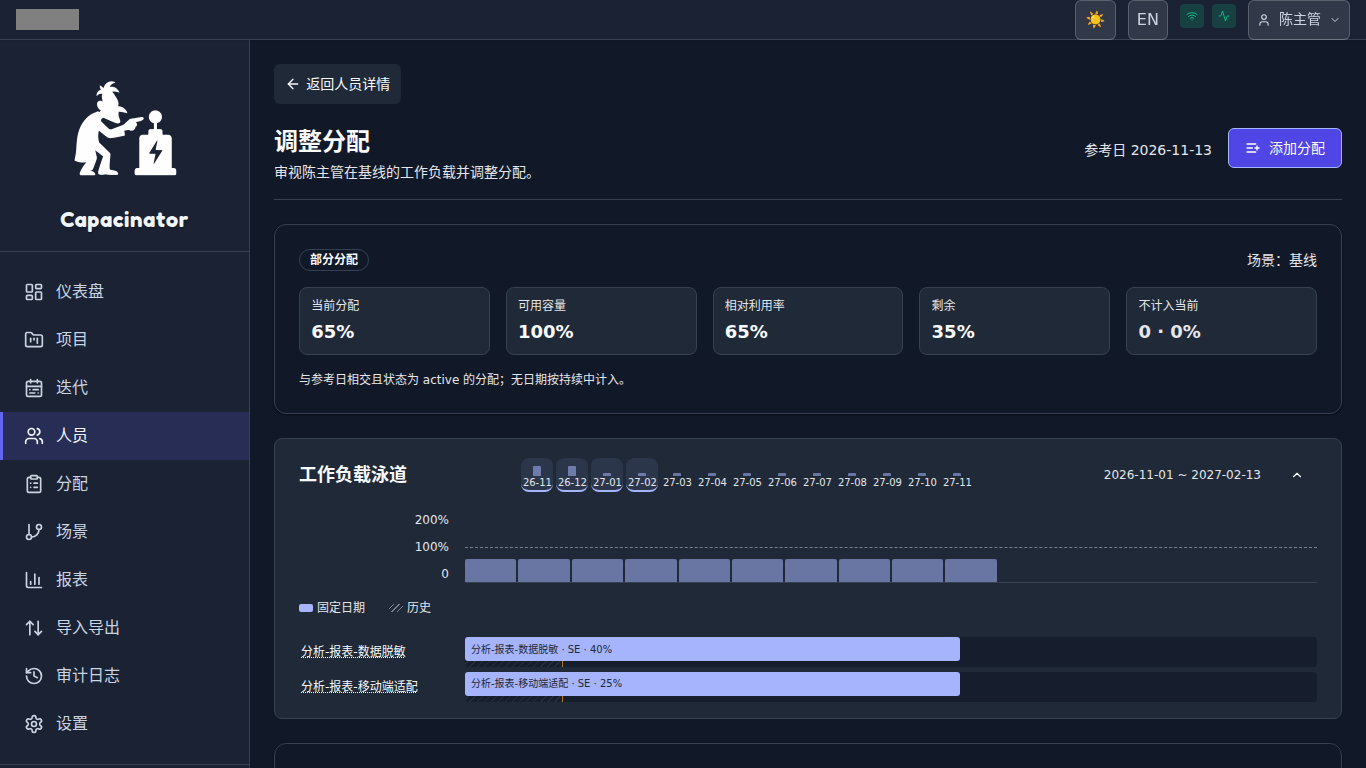 EN
陈主管
Capacinator
仪表盘
项目
迭代
人员
分配
场景
报表
导入导出
审计日志
设置
返回人员详情
调整分配
审视陈主管在基线的工作负载并调整分配。
参考日 2026-11-13
添加分配
部分分配
场景：基线
当前分配
65%
可用容量
100%
相对利用率
65%
剩余
35%
不计入当前
0 · 0%
与参考日相交且状态为 active 的分配；无日期按持续中计入。
工作负载泳道
26-11 26-12 27-01 27-02 27-03 27-04 27-05 27-06 27-07 27-08 27-09 27-10 27-11
2026-11-01 ~ 2027-02-13
200%
100%
0
固定日期 历史
分析-报表-数据脱敏
分析-报表-数据脱敏 · SE · 40%
分析-报表-移动端适配
分析-报表-移动端适配 · SE · 25%